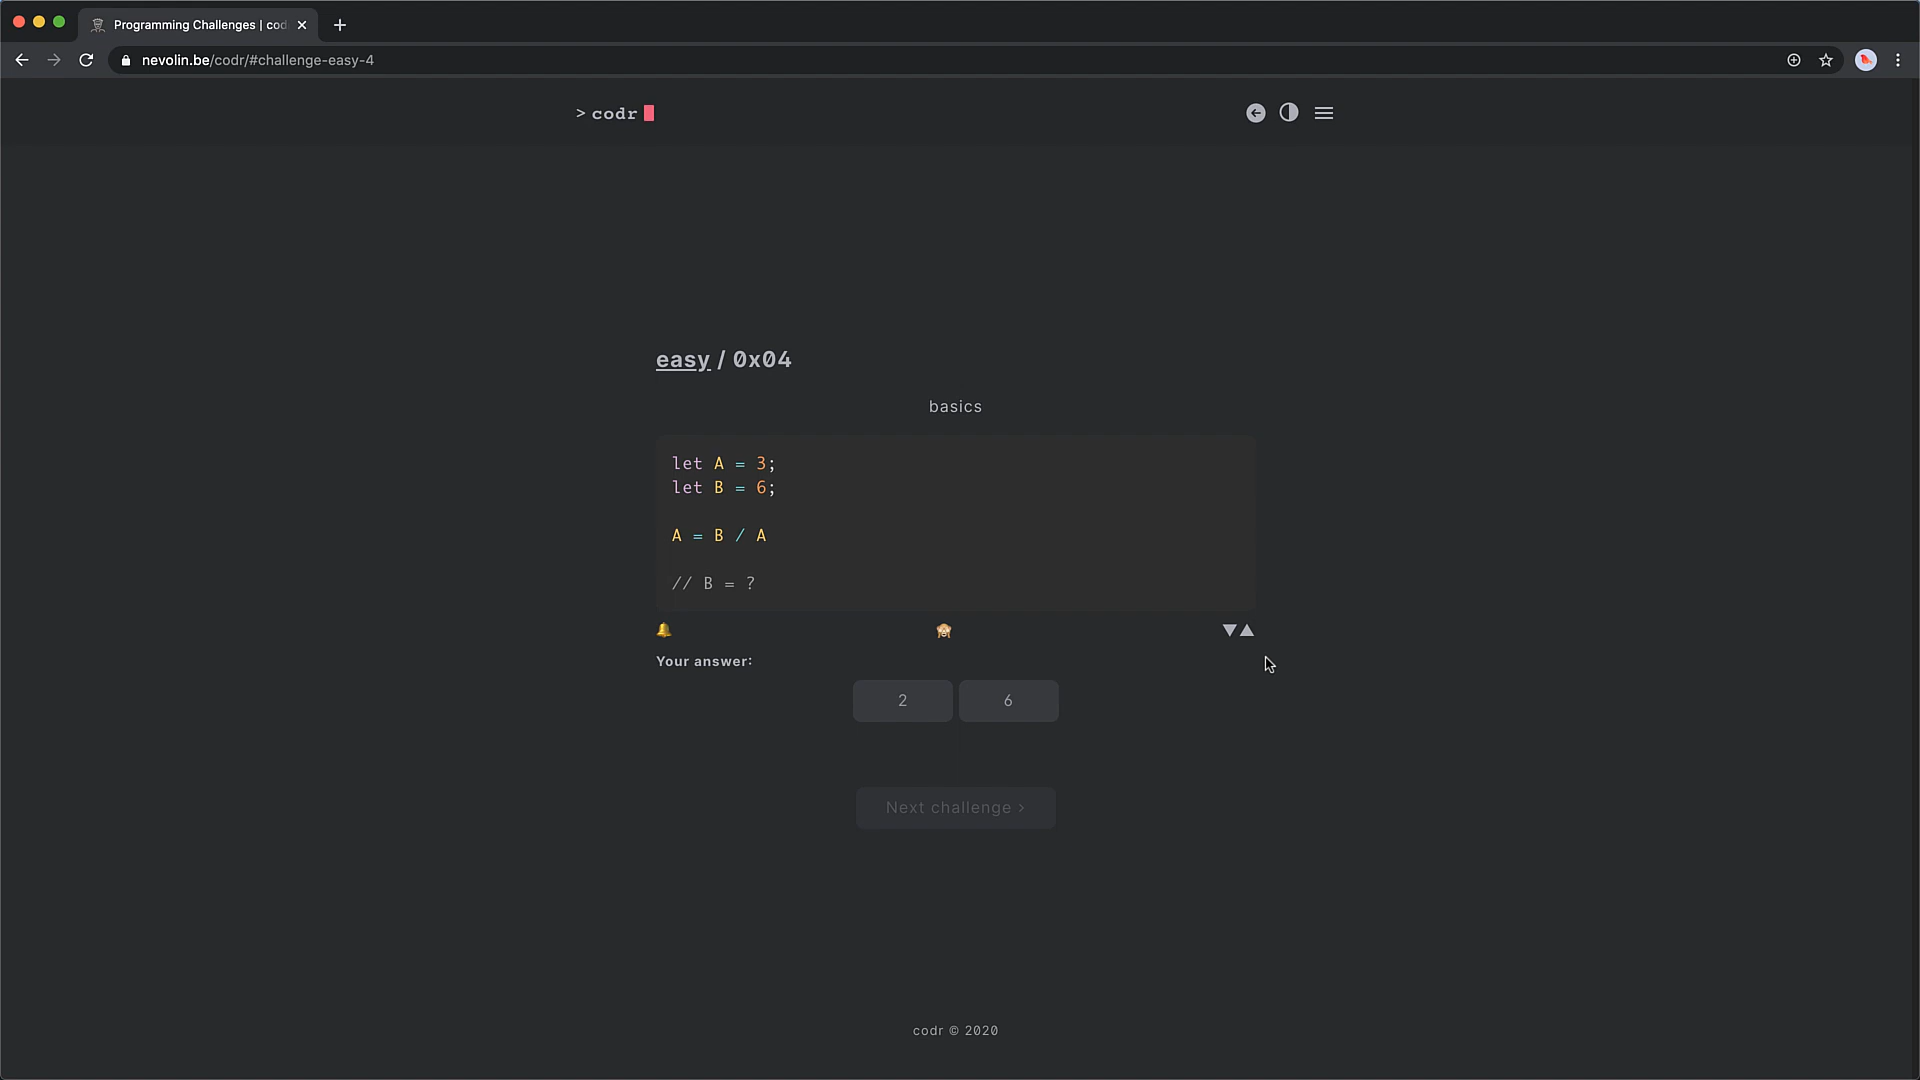 Programming Challenges | cod
nevolin.be/codr/#challenge-easy-4
> codr
easy / 0x04
basics
let A = 3;
let B = 6;
A = B / A
// B = ?
Your answer:
2 6
Next challenge >
codr © 2020